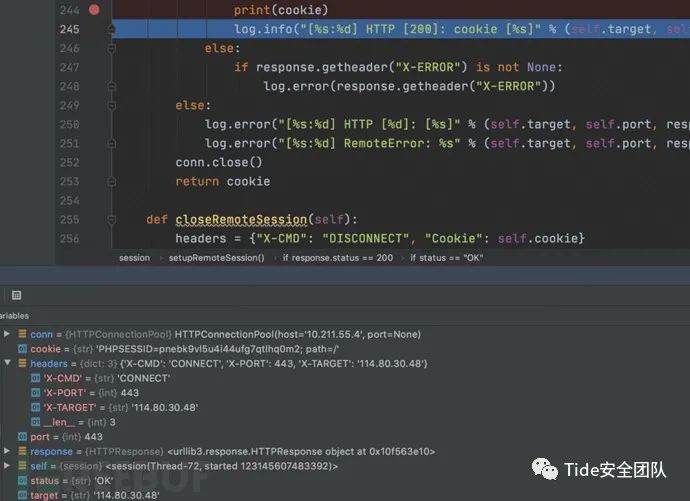 244 print(cookie)
245 log.info("[%s:%d] HTTP [200]: cookie [%s]" % (self.target, sel
246 else:
247 if response.getheader("X-ERROR") is not None:
248 log.error(response.getheader("X-ERROR"))
249 else:
250 log.error("[%s:%d] HTTP [%d]: [%s]" % (self.target, self.port, resp
251 log.error("[%s:%d] RemoteError: %s" % (self.target, self.port, resp
252 conn.close()
253 return cookie
254
255 def closeRemoteSession(self):
256 headers = {"X-CMD": "DISCONNECT", "Cookie": self.cookie}
session setupRemoteSession() if response.status == 200 if status == "OK"
ariables
conn = {HTTPConnectionPool} HTTPConnectionPool(host='10.211.55.4', port=None)
cookie = {str} 'PHPSESSID=pnebk9vl5u4i44ufg7qtlhq0m2; path=/'
headers = {dict: 3} {'X-CMD': 'CONNECT', 'X-PORT': 443, 'X-TARGET': '114.80.30.48'}
'X-CMD' = {str} 'CONNECT'
'X-PORT' = {int} 443
'X-TARGET' = {str} '114.80.30.48'
__len__ = {int} 3
port = {int} 443
response = {HTTPResponse} <urllib3.response.HTTPResponse object at 0x10f563e10>
self = {session} <session(Thread-72, started 123145607483392)>
status = {str} 'OK'
target = {str} '114.80.30.48'
Tide安全团队